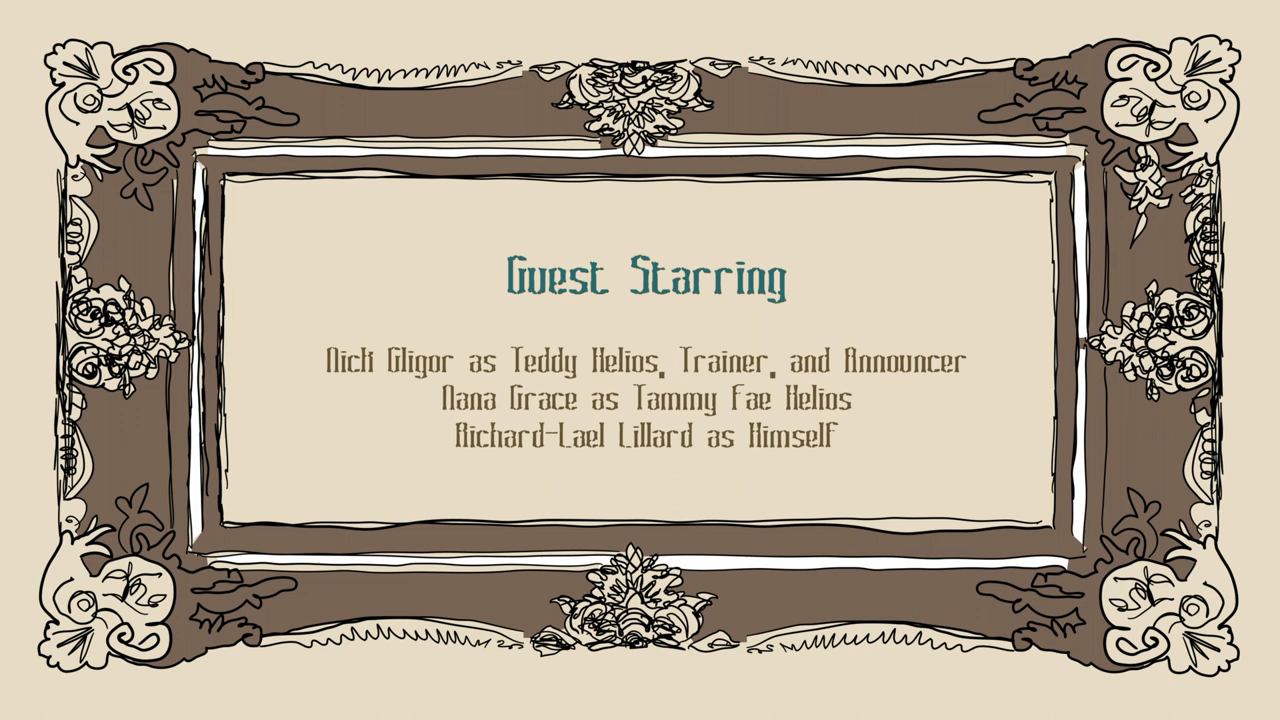 Guest Starring
Nick Gligor as Teddy Helios, Trainer, and Announcer
Nana Grace as Tammy Fae Helios
Richard-Lael Lillard as Himself